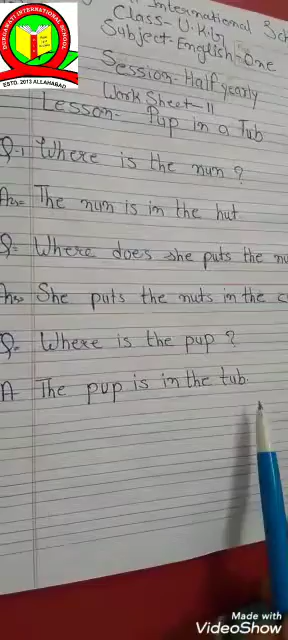 DURGAWATI INTERNATIONAL SCHOOL
ESTD. 2013 ALLAHABAD
International Sch
Class-U.Kig
Subject-English-One
Session-Half yearly
Work Sheet-11
Lesson- Pup in a Tub
Q-1 Where is the nun ?
Ans= The nun is in the hut
Q= Where does she puts the nu
Ans= She puts the nuts in the c
Q= Where is the pup ?
A The pup is in the tub.
Made with
VideoShow